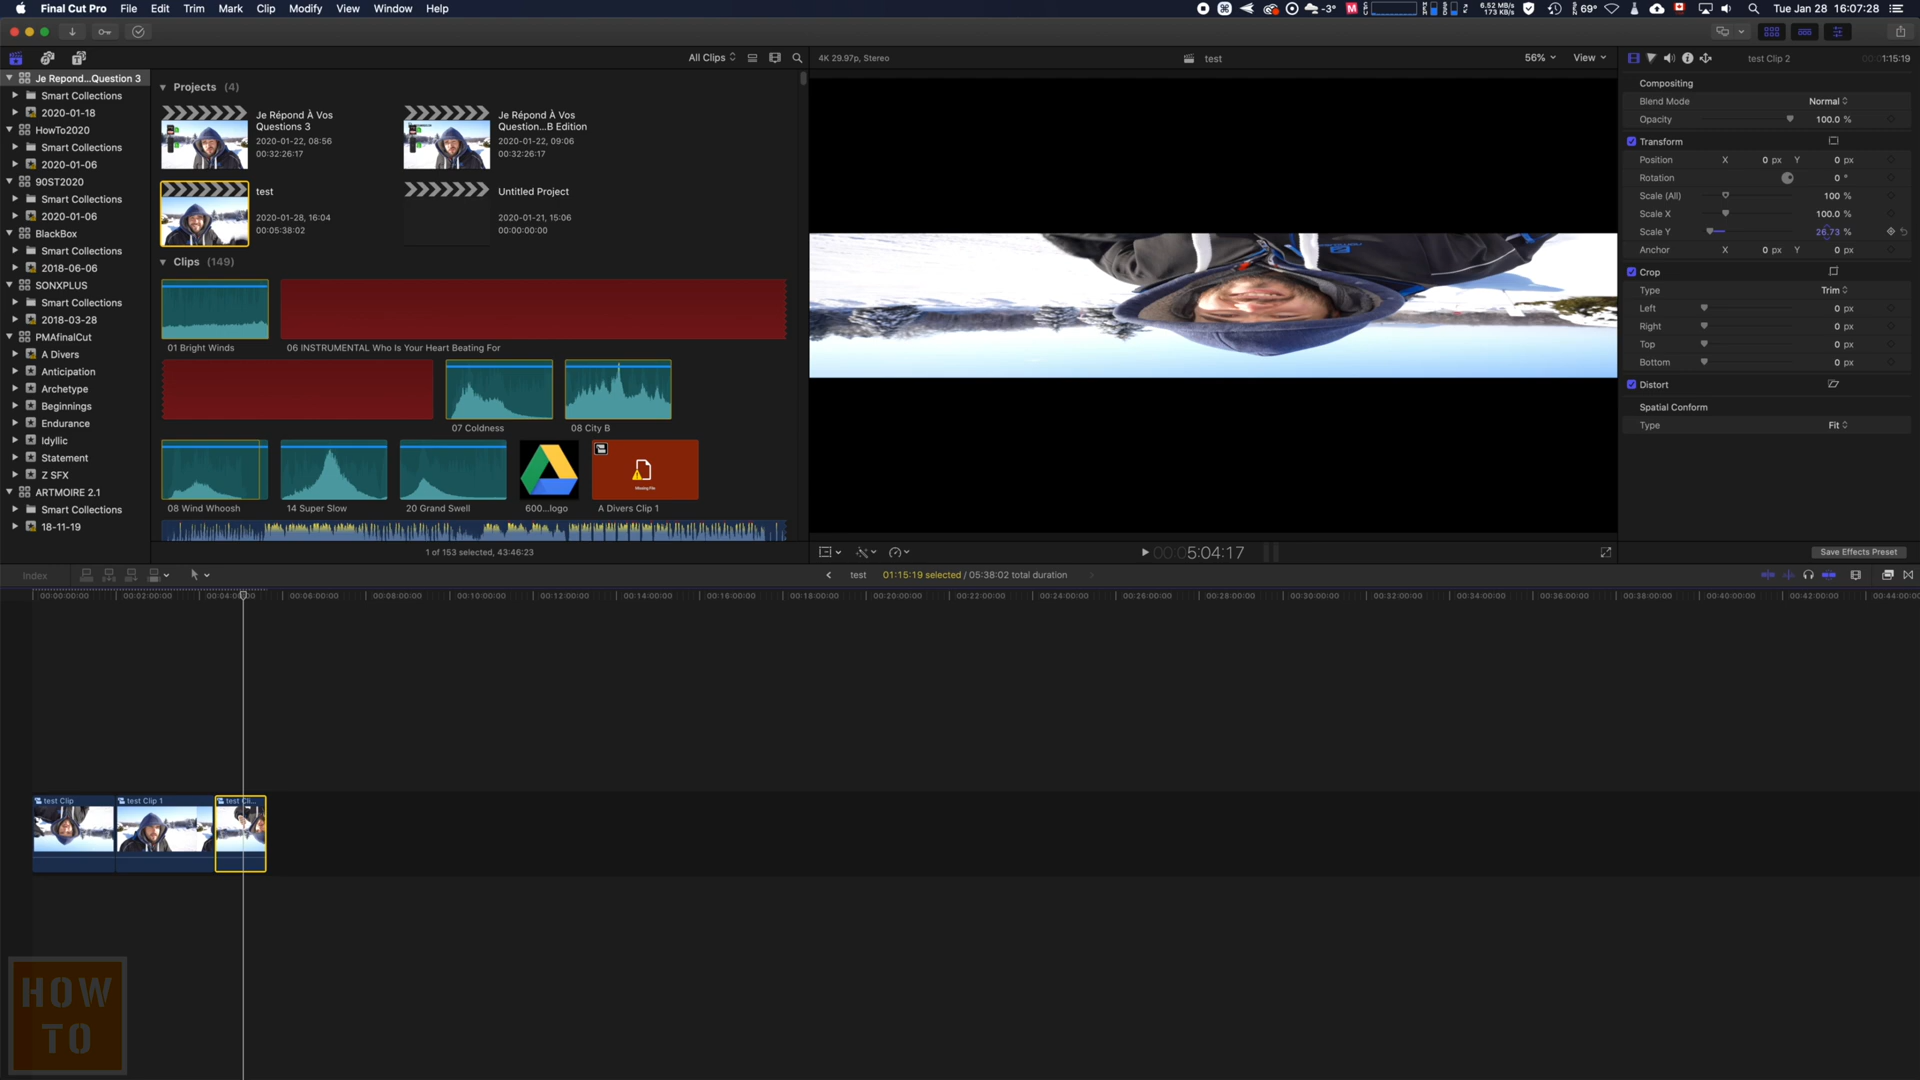 Final Cut Pro File Edit Trim Mark Clip Modify View Window Help
-3° 6.52 MB/s 173 KB/s 69° Tue Jan 28 16:07:28
All Clips
4K 29.97p, Stereo test 56% View
test Clip 2 1:15:19
Je Repond...Question 3
Smart Collections
2020-01-18
HowTo2020
Smart Collections
2020-01-06
90ST2020
Smart Collections
2020-01-06
BlackBox
Smart Collections
2018-06-06
SONXPLUS
Smart Collections
2018-03-28
PMAfinalCut
A Divers
Anticipation
Archetype
Beginnings
Endurance
Idyllic
Statement
Z SFX
ARTMOIRE 2.1
Smart Collections
18-11-19
Projects (4)
Je Répond À Vos Questions 3
2020-01-22, 08:56
00:32:26:17
Je Répond À Vos Question...B Edition
2020-01-22, 09:06
00:32:26:17
test
2020-01-28, 16:04
00:05:38:02
Untitled Project
2020-01-21, 15:06
00:00:00:00
Clips (149)
01 Bright Winds
06 INSTRUMENTAL Who Is Your Heart Beating For
07 Coldness
08 City B
08 Wind Whoosh
14 Super Slow
20 Grand Swell
600...logo
Missing File
A Divers Clip 1
1 of 153 selected, 43:46:23
00:00:05:04:17
Compositing
Blend Mode Normal
Opacity 100.0 %
Transform
Position X 0 px Y 0 px
Rotation 0 °
Scale (All) 100 %
Scale X 100.0 %
Scale Y 26.73 %
Anchor X 0 px Y 0 px
Crop
Type Trim
Left 0 px
Right 0 px
Top 0 px
Bottom 0 px
Distort
Spatial Conform
Type Fit
Save Effects Preset
Index
test 01:15:19 selected / 05:38:02 total duration
00:00:00:00 00:02:00:00 00:04:00:00 00:06:00:00 00:08:00:00 00:10:00:00 00:12:00:00 00:14:00:00 00:16:00:00 00:18:00:00 00:20:00:00 00:22:00:00 00:24:00:00 00:26:00:00 00:28:00:00 00:30:00:00 00:32:00:00 00:34:00:00 00:36:00:00 00:38:00:00 00:40:00:00 00:42:00:00 00:44:00:00
test Clip
test Clip 1
test Cli...
HOW
TO